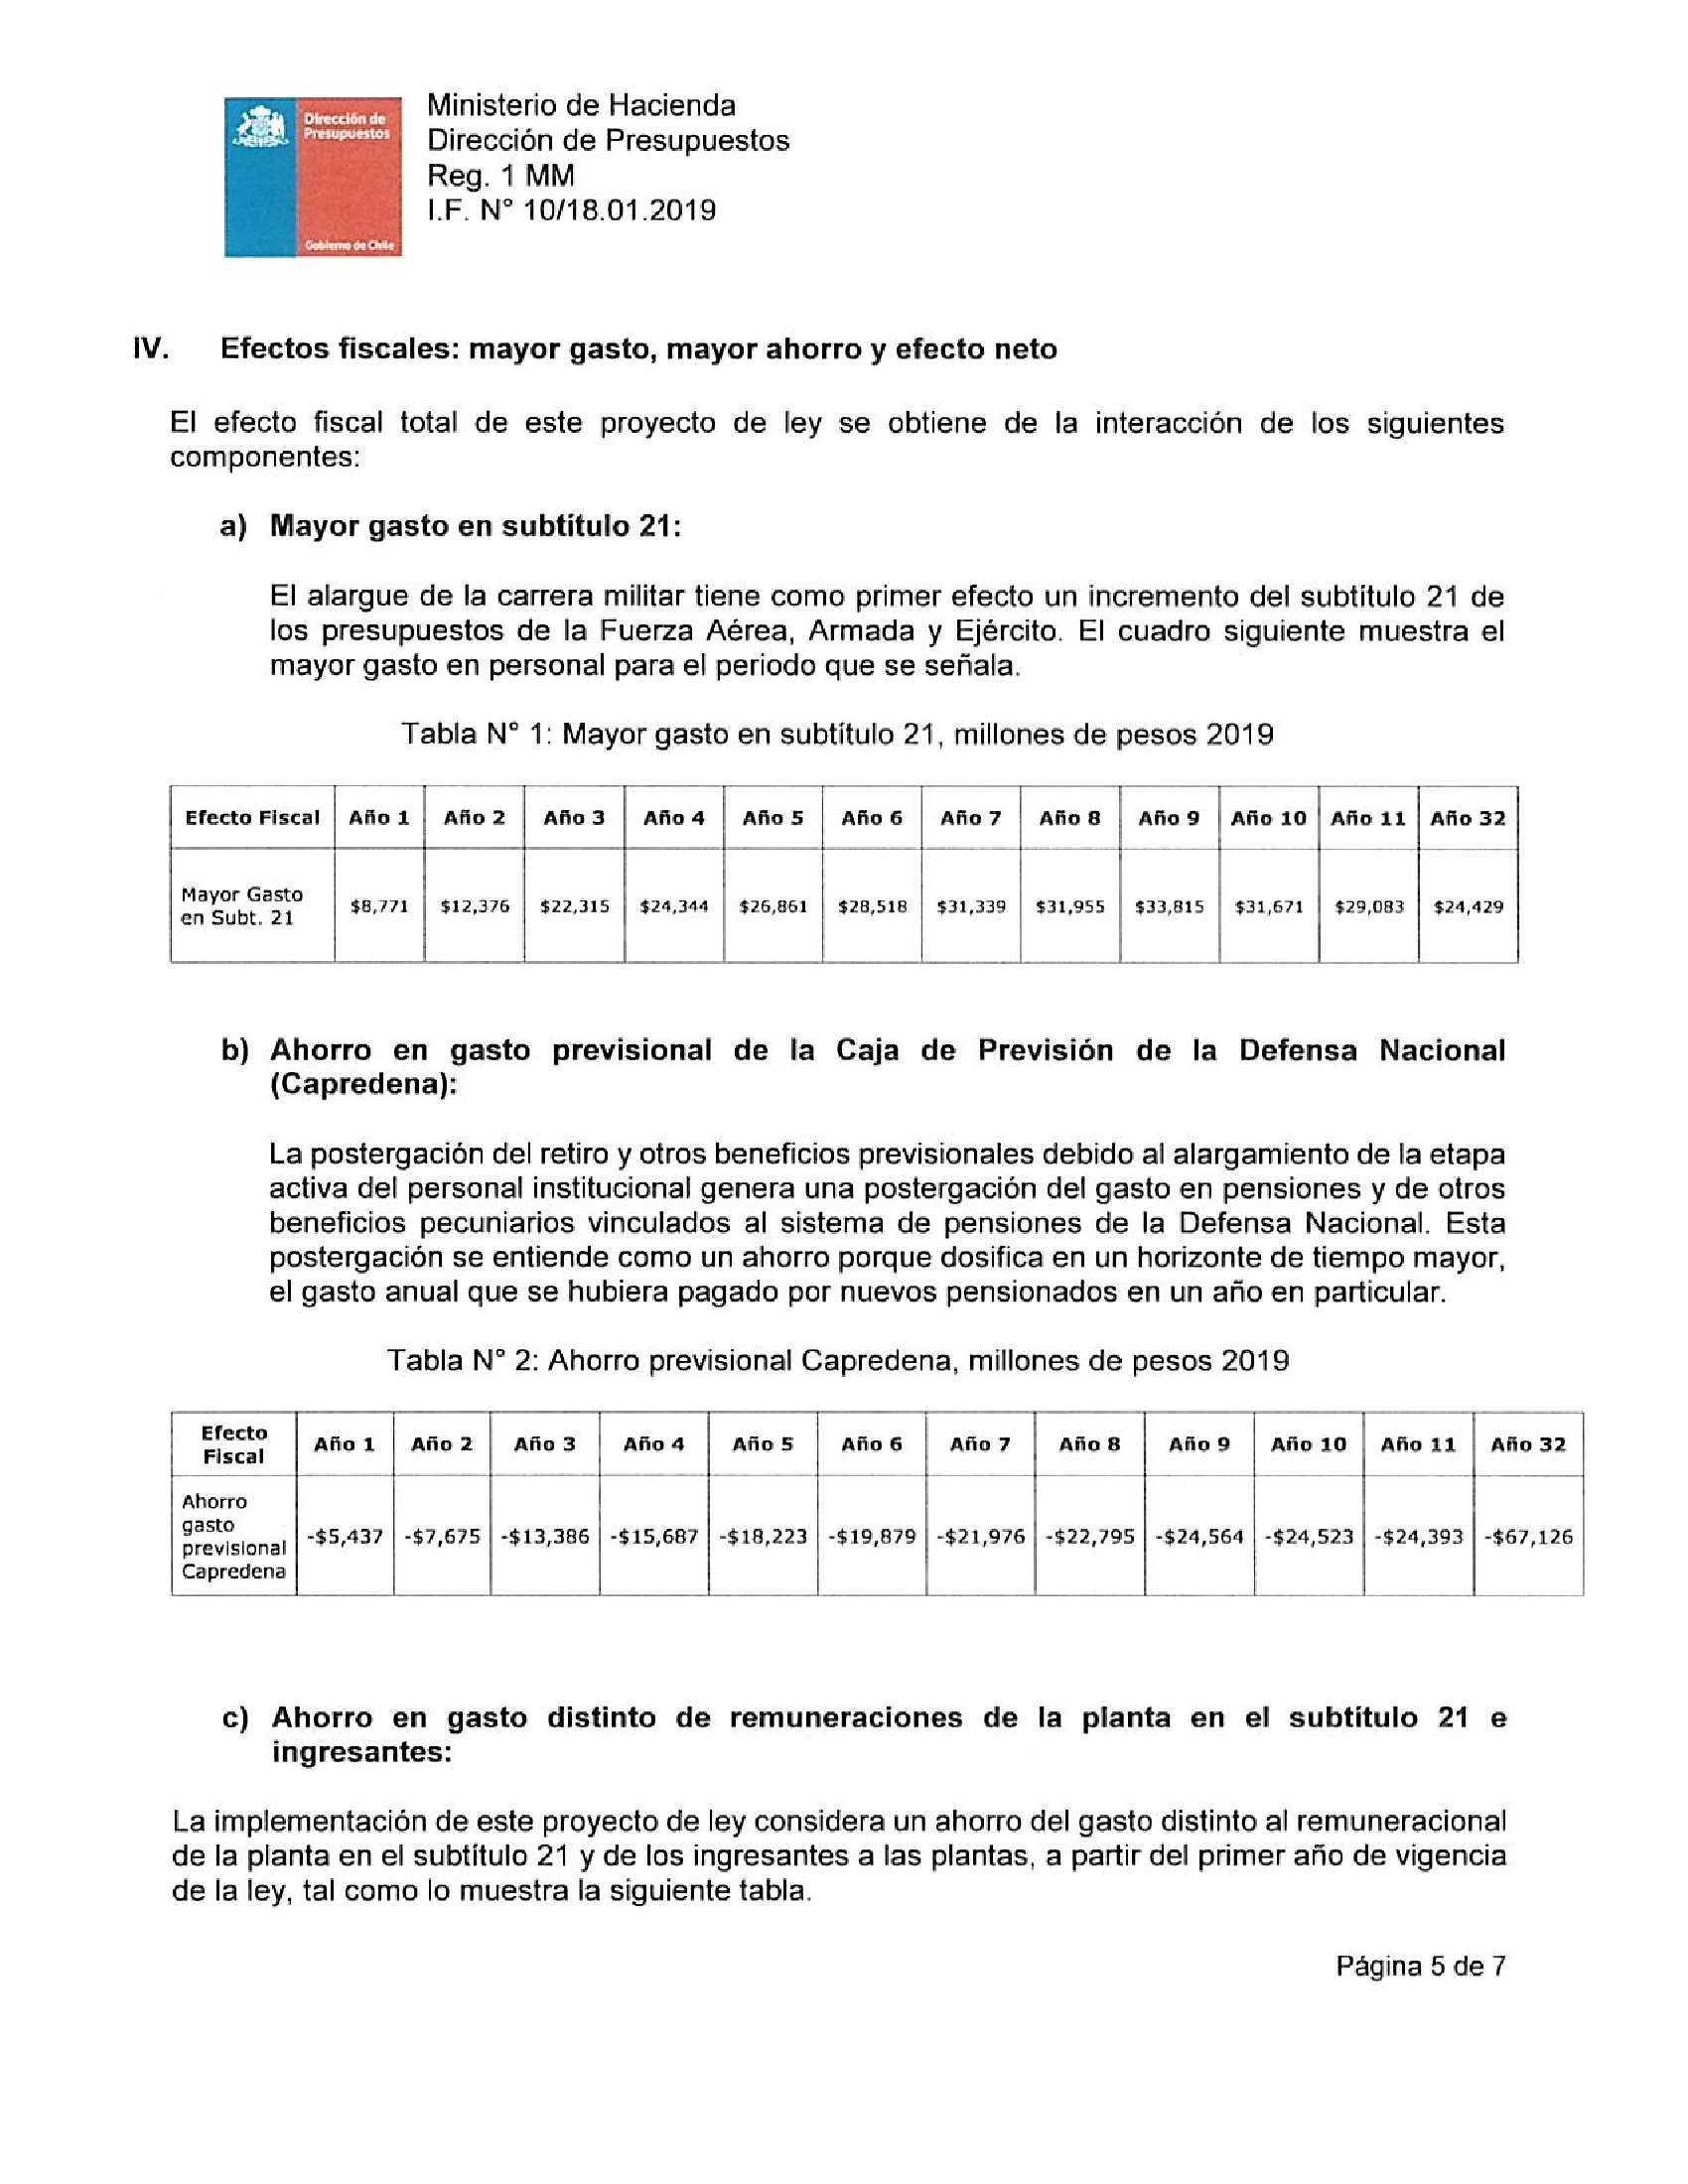 Dirección de
Presupuestos
Gobierno de Chile
Ministerio de Hacienda
Dirección de Presupuestos
Reg. 1 MM
I.F. N° 10/18.01.2019
IV. Efectos fiscales: mayor gasto, mayor ahorro y efecto neto
El efecto fiscal total de este proyecto de ley se obtiene de la interacción de los siguientes
componentes:
a) Mayor gasto en subtítulo 21:
El alargue de la carrera militar tiene como primer efecto un incremento del subtítulo 21 de
los presupuestos de la Fuerza Aérea, Armada y Ejército. El cuadro siguiente muestra el
mayor gasto en personal para el periodo que se señala.
Tabla N° 1: Mayor gasto en subtítulo 21, millones de pesos 2019
Efecto Fiscal Año 1 Año 2 Año 3 Año 4 Año 5 Año 6 Año 7 Año 8 Año 9 Año 10 Año 11 Año 32
Mayor Gasto
en Subt. 21 $8,771 $12,376 $22,315 $24,344 $26,861 $28,518 $31,339 $31,955 $33,815 $31,671 $29,083 $24,429
b) Ahorro en gasto previsional de la Caja de Previsión de la Defensa Nacional
(Capredena):
La postergación del retiro y otros beneficios previsionales debido al alargamiento de la etapa
activa del personal institucional genera una postergación del gasto en pensiones y de otros
beneficios pecuniarios vinculados al sistema de pensiones de la Defensa Nacional. Esta
postergación se entiende como un ahorro porque dosifica en un horizonte de tiempo mayor,
el gasto anual que se hubiera pagado por nuevos pensionados en un año en particular.
Tabla N° 2: Ahorro previsional Capredena, millones de pesos 2019
Efecto
Fiscal Año 1 Año 2 Año 3 Año 4 Año 5 Año 6 Año 7 Año 8 Año 9 Año 10 Año 11 Año 32
Ahorro
gasto
previsional
Capredena -$5,437 -$7,675 -$13,386 -$15,687 -$18,223 -$19,879 -$21,976 -$22,795 -$24,564 -$24,523 -$24,393 -$67,126
c) Ahorro en gasto distinto de remuneraciones de la planta en el subtítulo 21 e
ingresantes:
La implementación de este proyecto de ley considera un ahorro del gasto distinto al remuneracional
de la planta en el subtítulo 21 y de los ingresantes a las plantas, a partir del primer año de vigencia
de la ley, tal como lo muestra la siguiente tabla.
Página 5 de 7